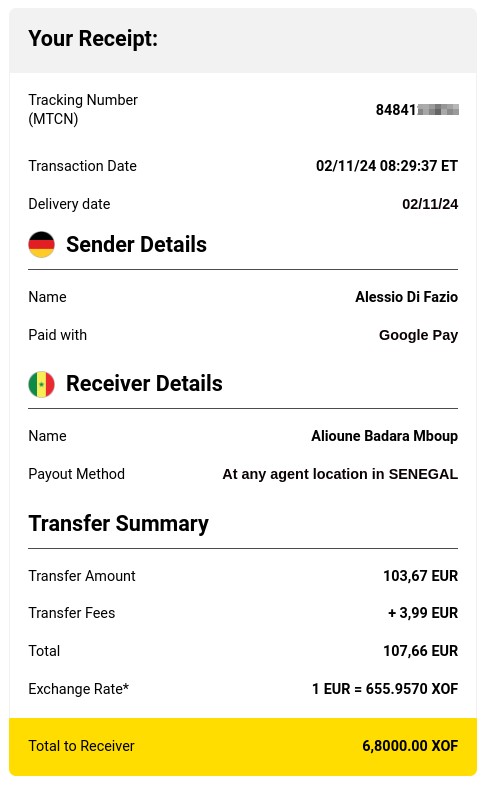 Your Receipt:
Tracking Number
(MTCN)
84841
Transaction Date 02/11/24 08:29:37 ET
Delivery date 02/11/24
Sender Details
Name Alessio Di Fazio
Paid with Google Pay
Receiver Details
Name Alioune Badara Mboup
Payout Method At any agent location in SENEGAL
Transfer Summary
Transfer Amount 103,67 EUR
Transfer Fees + 3,99 EUR
Total 107,66 EUR
Exchange Rate* 1 EUR = 655.9570 XOF
Total to Receiver 6,8000.00 XOF